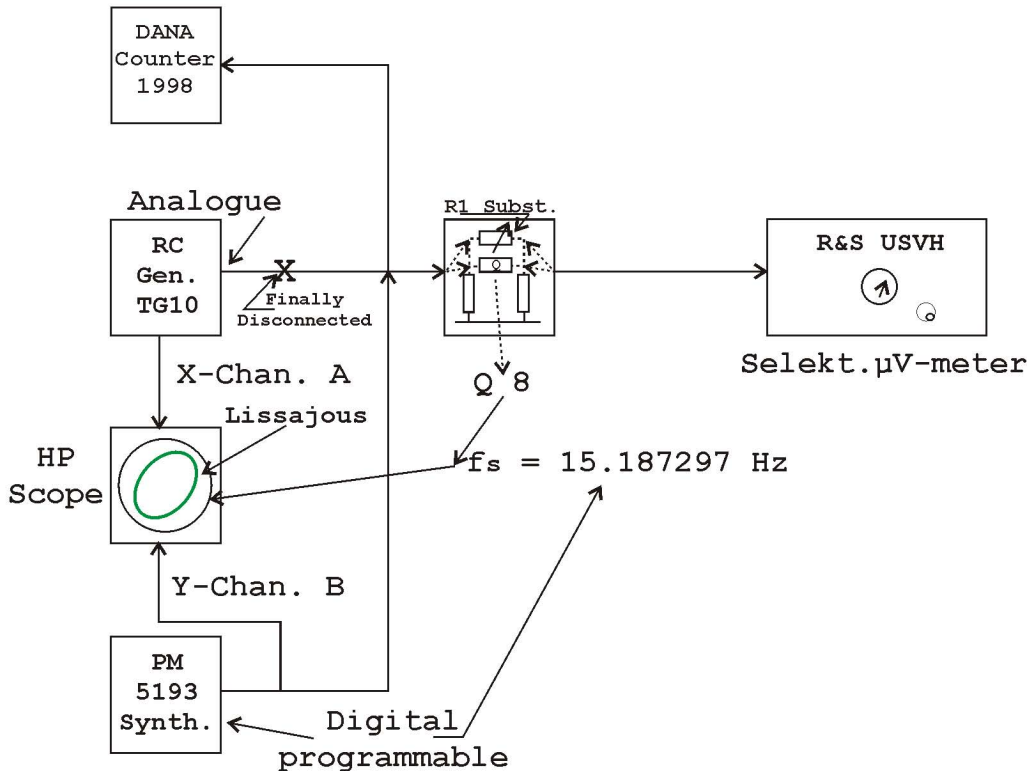 DANA
Counter
1998
Analogue
RC
Gen.
TG10
X
Finally
Disconnected
R1 Subst.
Q
R&S USVH
Selekt.µV-meter
X-Chan. A
Lissajous
Q 8
HP
Scope
fs = 15.187297 Hz
Y-Chan. B
PM
5193
Synth.
Digital
programmable